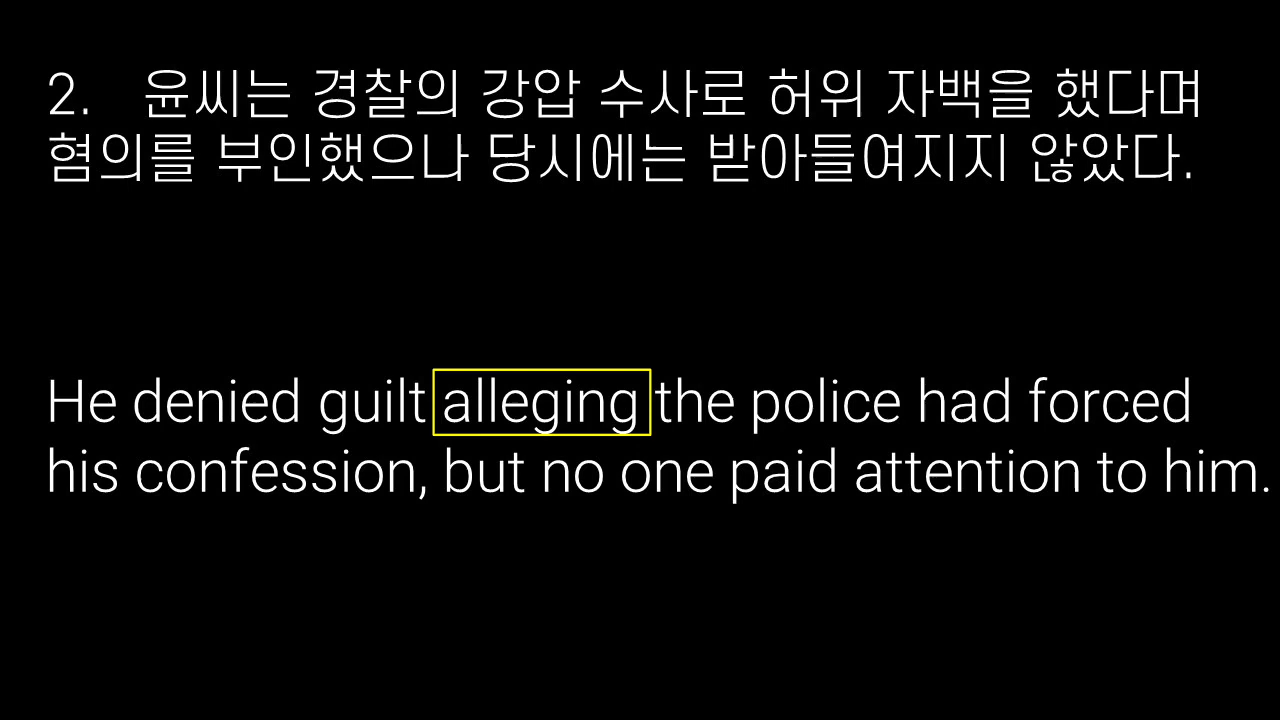 2. 윤씨는 경찰의 강압 수사로 허위 자백을 했다며
혐의를 부인했으나 당시에는 받아들여지지 않았다.
He denied guilt alleging the police had forced
his confession, but no one paid attention to him.